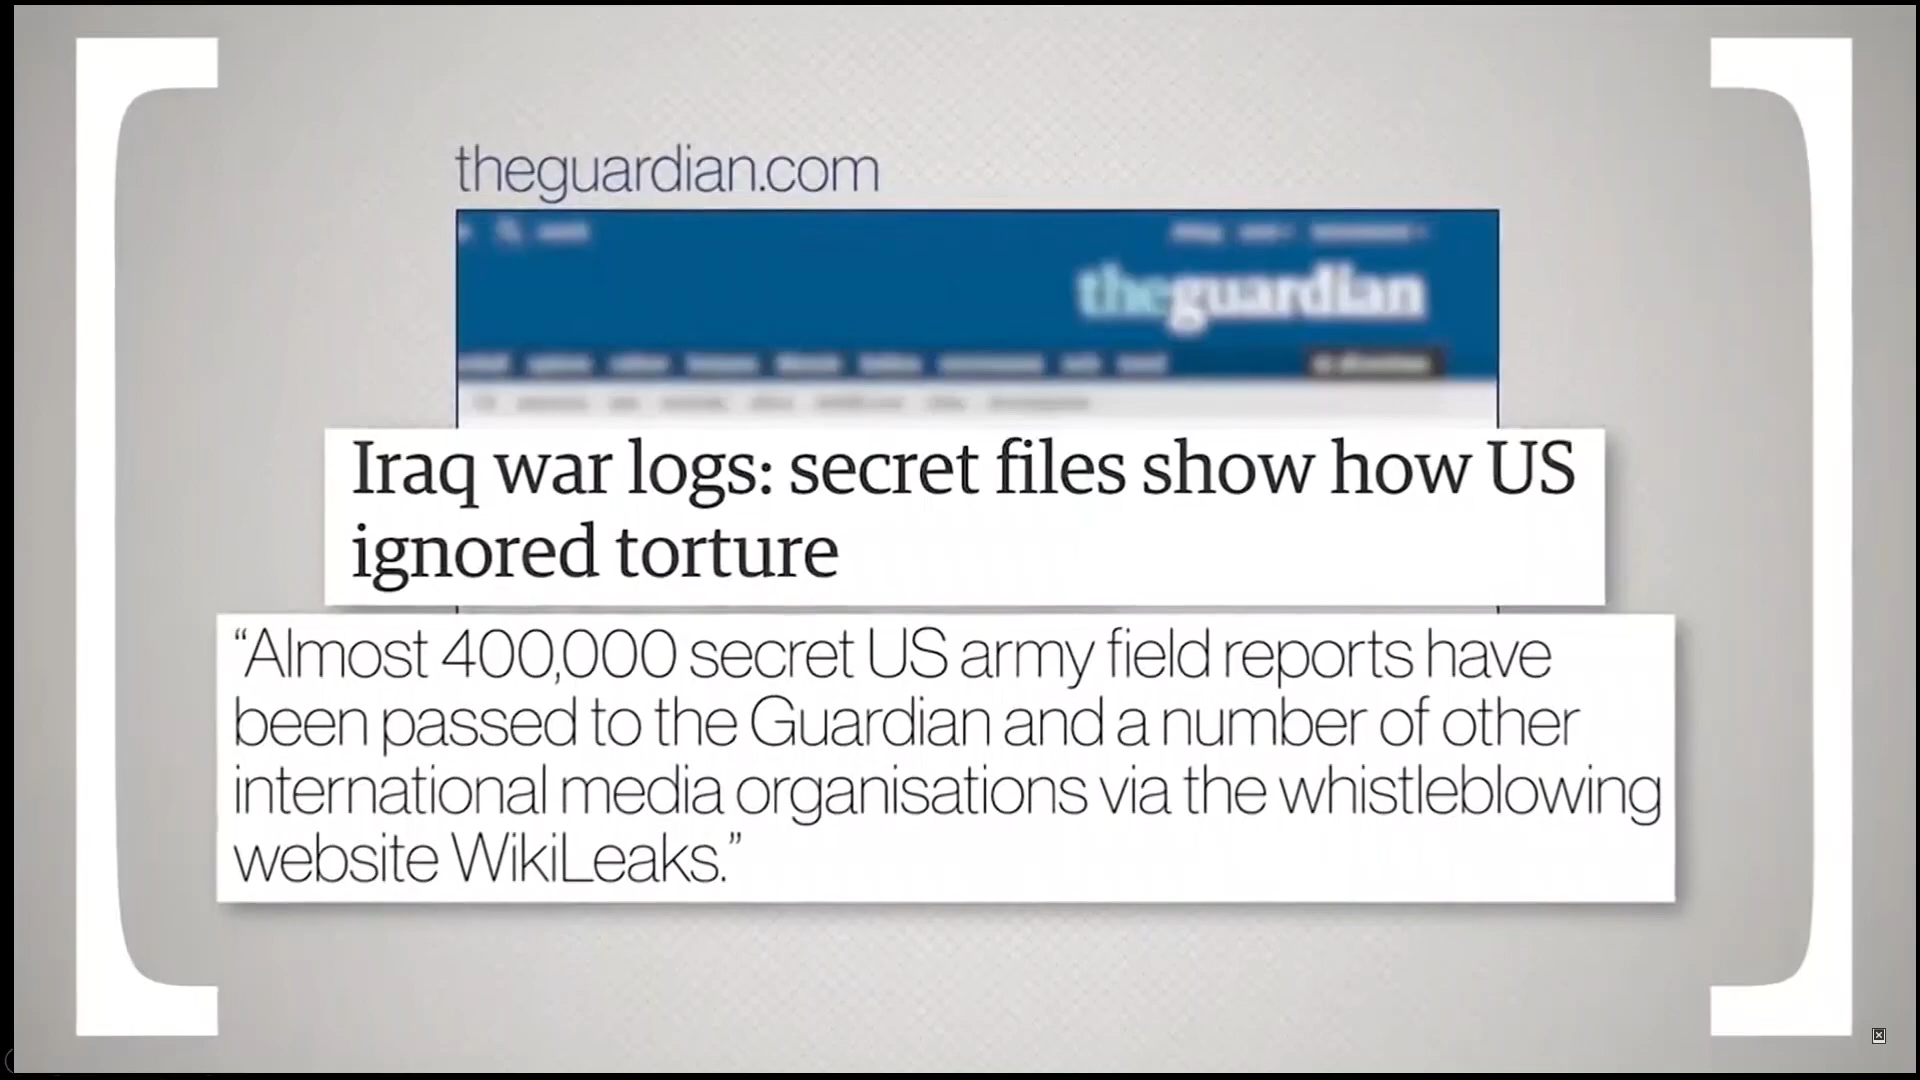 theguardian.com
theguardian
Iraq war logs: secret files show how US
ignored torture
“Almost 400,000 secret US army field reports have
been passed to the Guardian and a number of other
international media organisations via the whistleblowing
website WikiLeaks.”